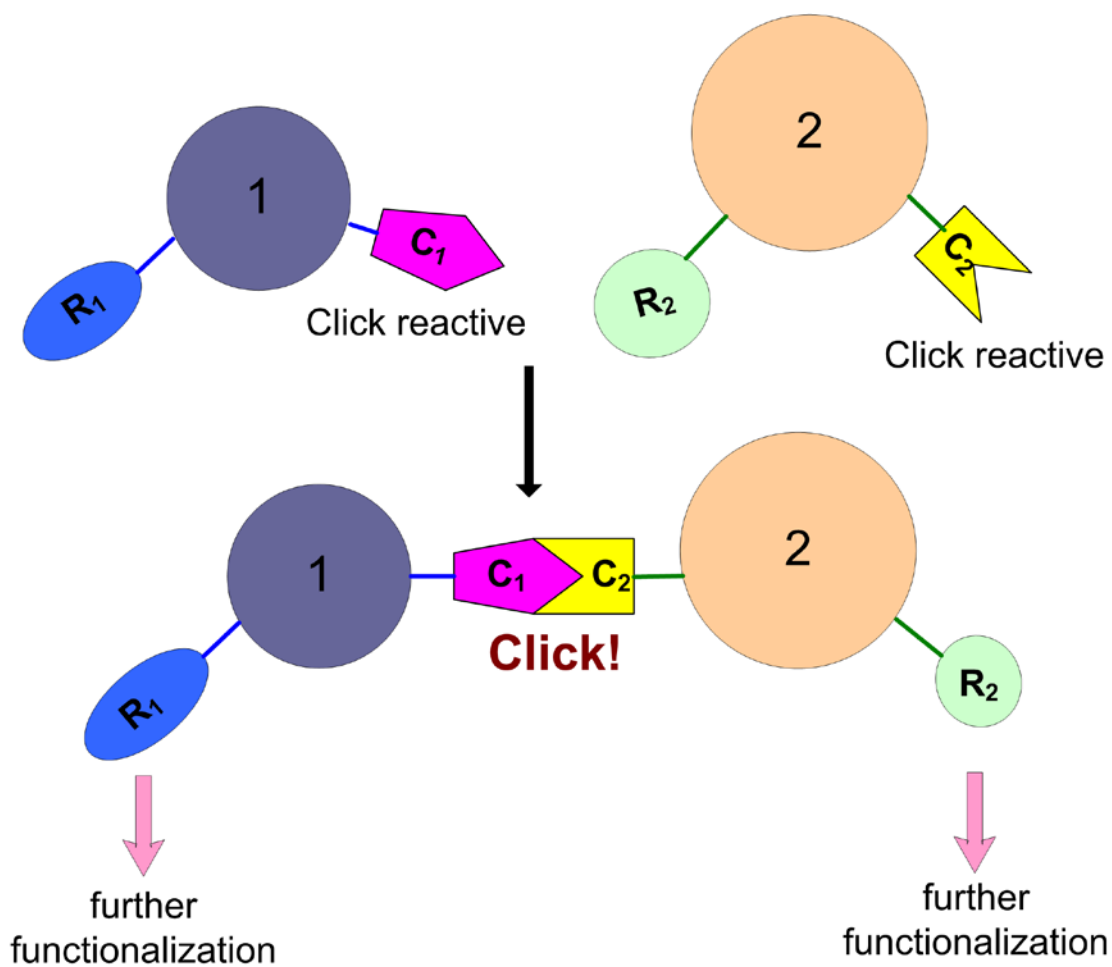 1
2
C₁
R₁
R₂
C₂
Click reactive
Click reactive
1
C₁
C₂
2
Click!
R₁
R₂
further
functionalization
further
functionalization